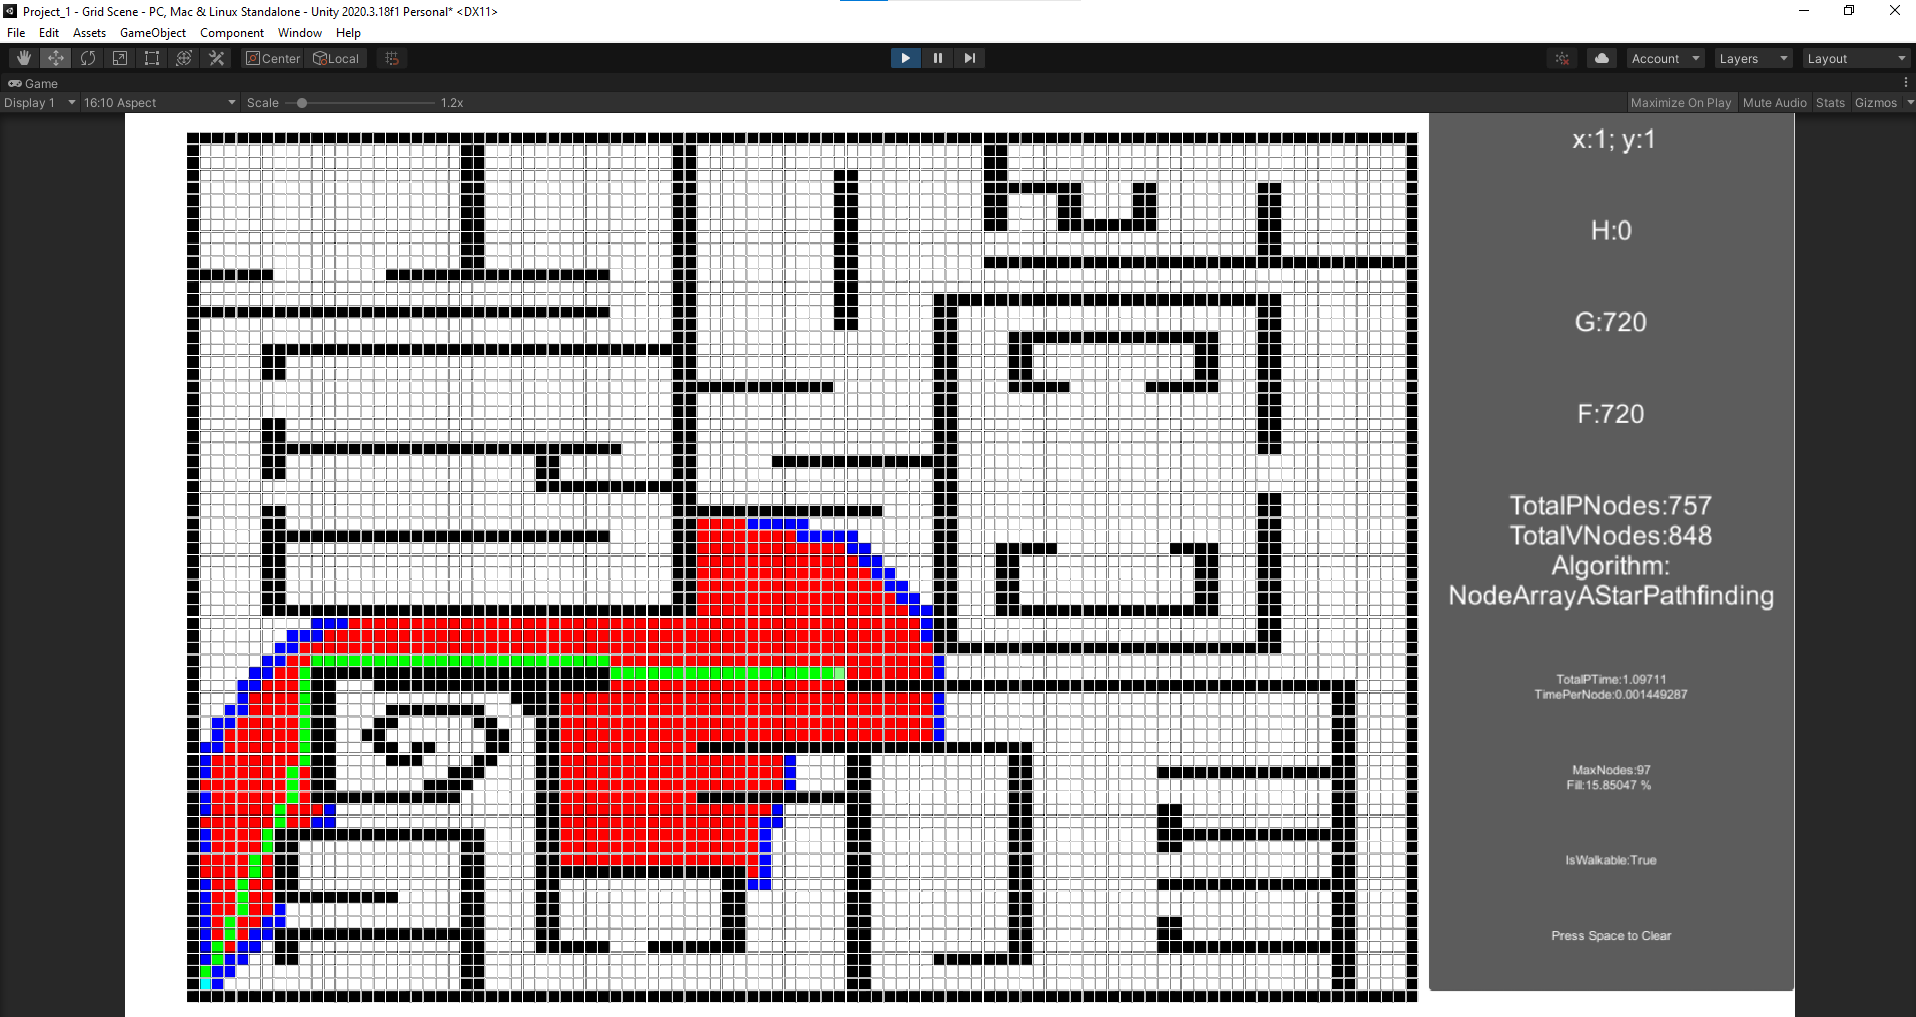 Project_1 - Grid Scene - PC, Mac & Linux Standalone - Unity 2020.3.18f1 Personal* <DX11>
File Edit Assets GameObject Component Window Help
Center Local Account Layers Layout
Game
Display 1 16:10 Aspect Scale 1.2x Maximize On Play Mute Audio Stats Gizmos
x:1; y:1
H:0
G:720
F:720
TotalPNodes:757
TotalVNodes:848
Algorithm:
NodeArrayAStarPathfinding
TotalPTime:1.09711
TimePerNode:0.001449287
MaxNodes:97
Fill:15.85047 %
IsWalkable:True
Press Space to Clear